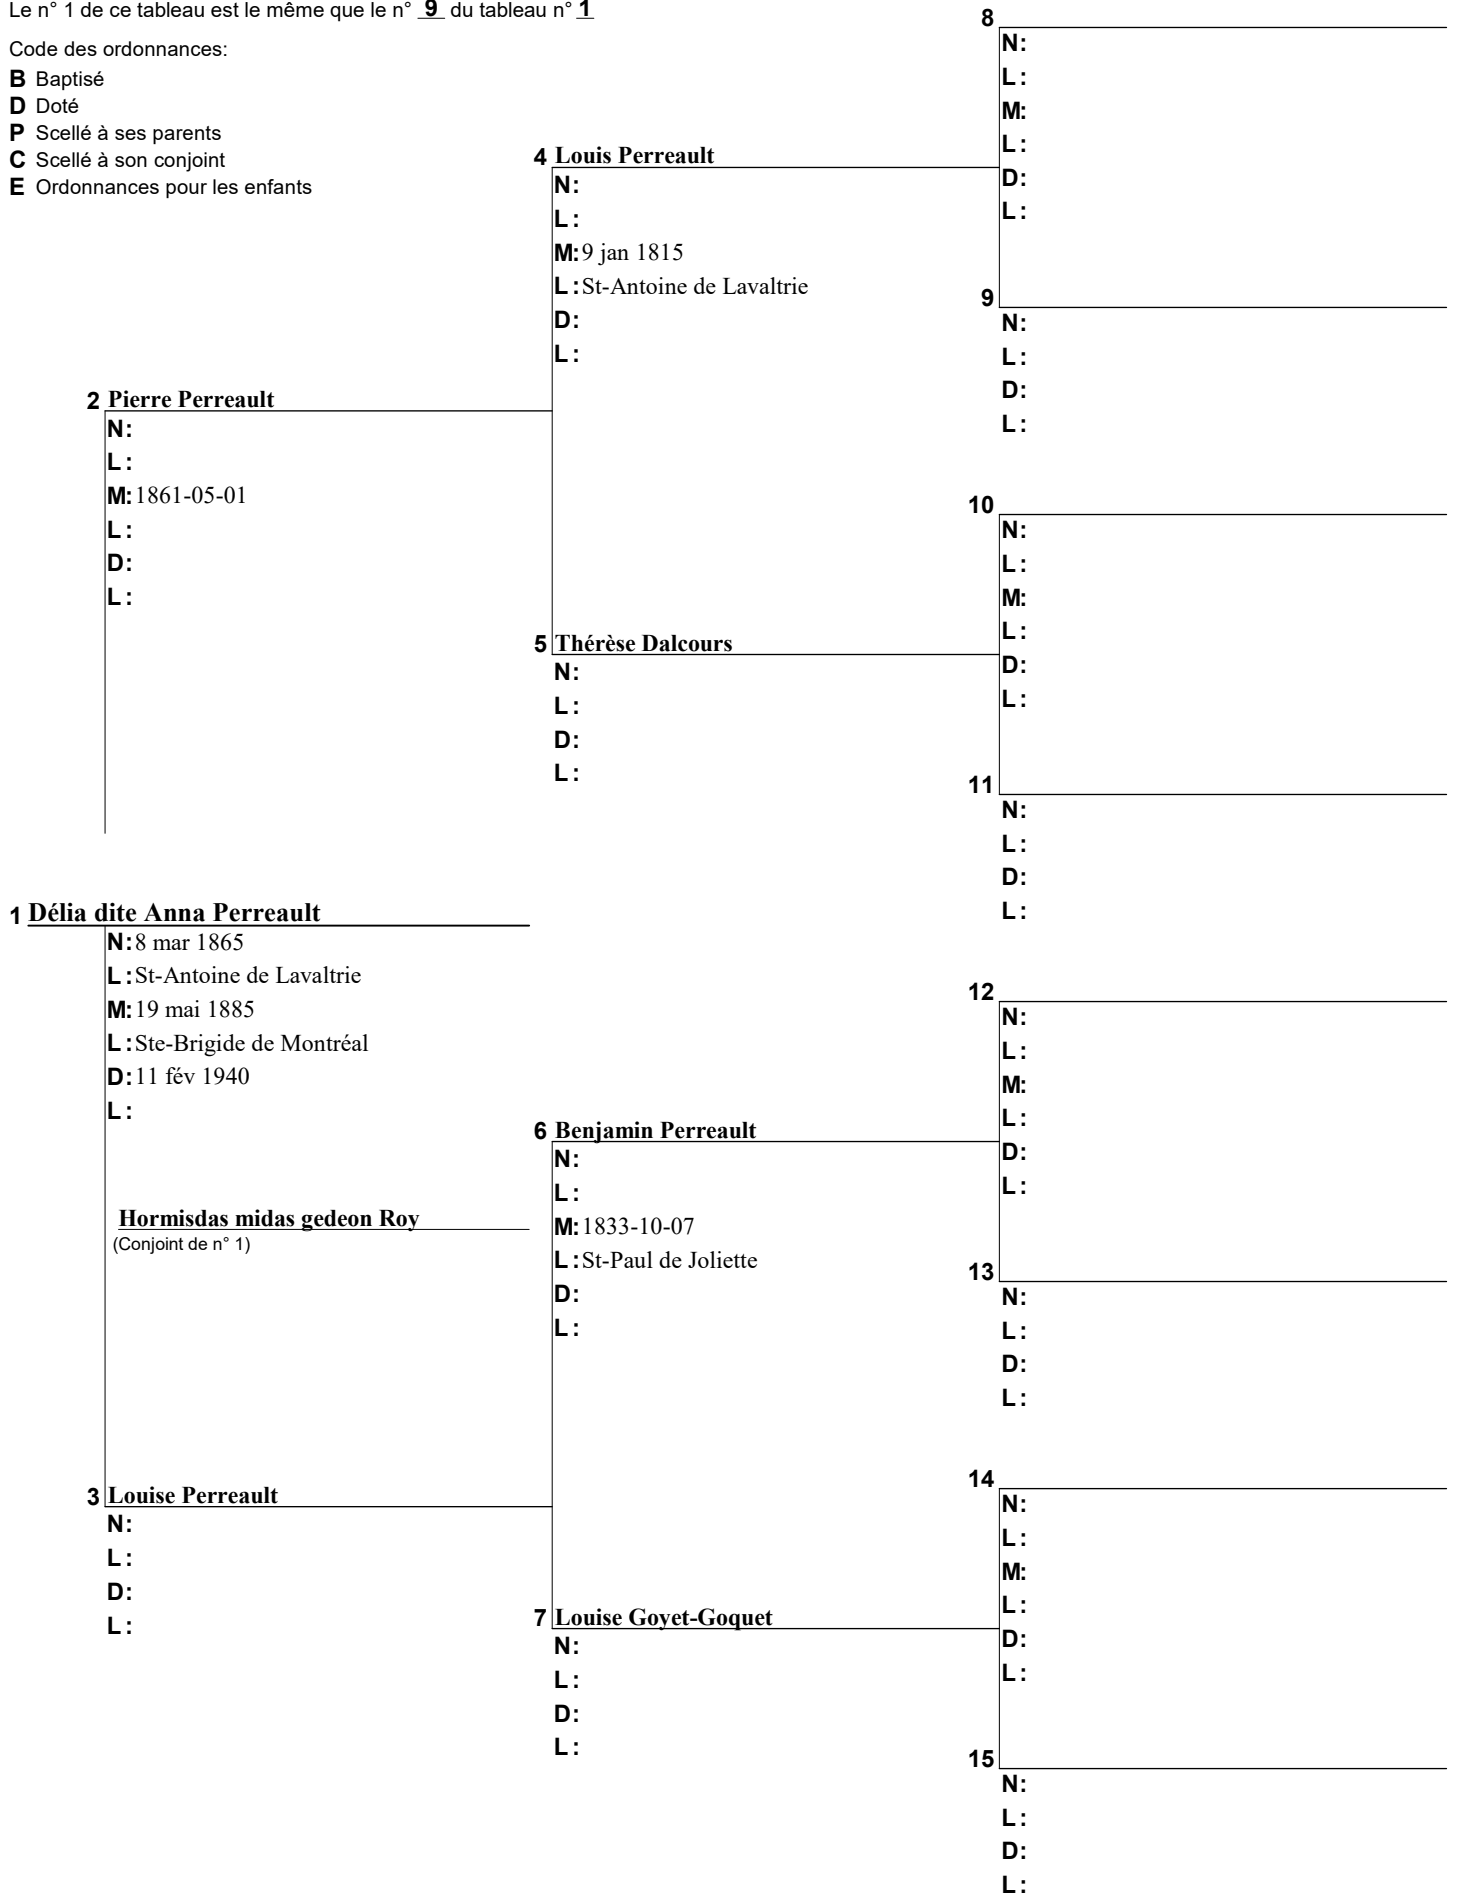 Le n° 1 de ce tableau est le même que le n° 9 du tableau n° 1
Code des ordonnances:
B Baptisé
D Doté
P Scellé à ses parents
C Scellé à son conjoint
E Ordonnances pour les enfants
8
N:
L:
M:
L:
D:
L:
4 Louis Perreault
N:
L:
M: 9 jan 1815
L: St-Antoine de Lavaltrie
D:
L:
9
N:
L:
D:
L:
2 Pierre Perreault
N:
L:
M: 1861-05-01
L:
D:
L:
10
N:
L:
M:
L:
D:
L:
5 Thérèse Dalcours
N:
L:
D:
L:
11
N:
L:
D:
L:
1 Délia dite Anna Perreault
N: 8 mar 1865
L: St-Antoine de Lavaltrie
M: 19 mai 1885
L: Ste-Brigide de Montréal
D: 11 fév 1940
L:
Hormisdas midas gedeon Roy
(Conjoint de n° 1)
12
N:
L:
M:
L:
D:
L:
6 Benjamin Perreault
N:
L:
M: 1833-10-07
L: St-Paul de Joliette
D:
L:
13
N:
L:
D:
L:
3 Louise Perreault
N:
L:
D:
L:
14
N:
L:
M:
L:
D:
L:
7 Louise Goyet-Goquet
N:
L:
D:
L:
15
N:
L:
D:
L: